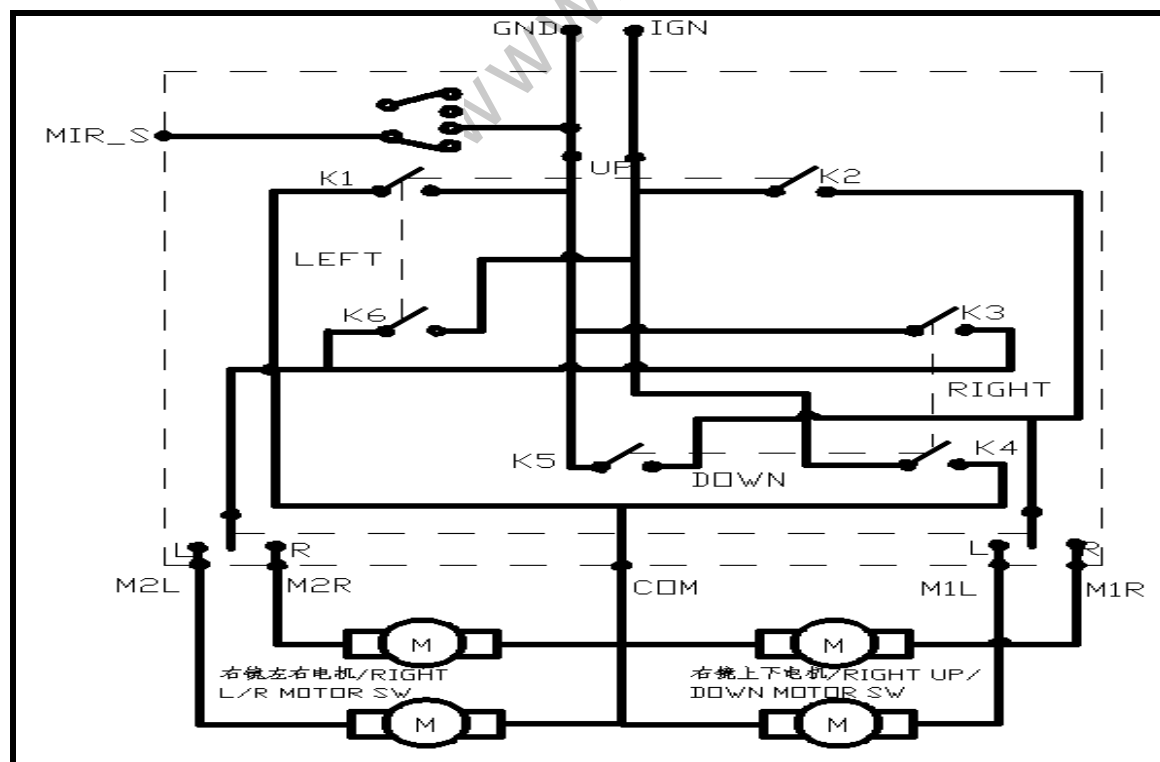 GND
IGN
www
MIR_S
UP
K1
K2
LEFT
K6
K3
RIGHT
K5
K4
DOWN
L
R
L
R
M2L
M2R
COM
M1L
M1R
M
M
右镜左右电机/RIGHT
L/R MOTOR SW
右镜上下电机/RIGHT UP/
DOWN MOTOR SW
M
M